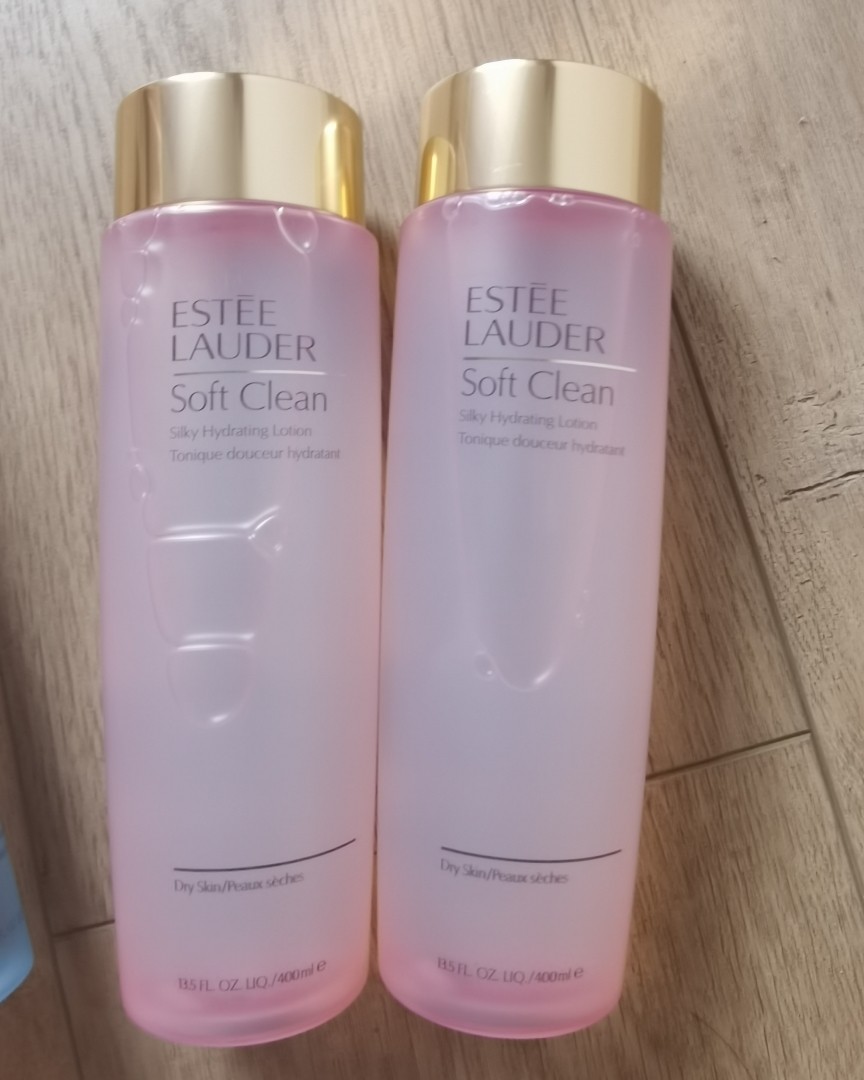 ESTĒE
LAUDER
Soft Clean
Silky Hydrating Lotion
Tonique douceur hydratant
Dry Skin/Peaux sèches
13.5 FL. OZ. LIQ./400ml e
ESTĒE
LAUDER
Soft Clean
Silky Hydrating Lotion
Tonique douceur hydratant
Dry Skin/Peaux sèches
13.5 FL. OZ. LIQ./400ml e